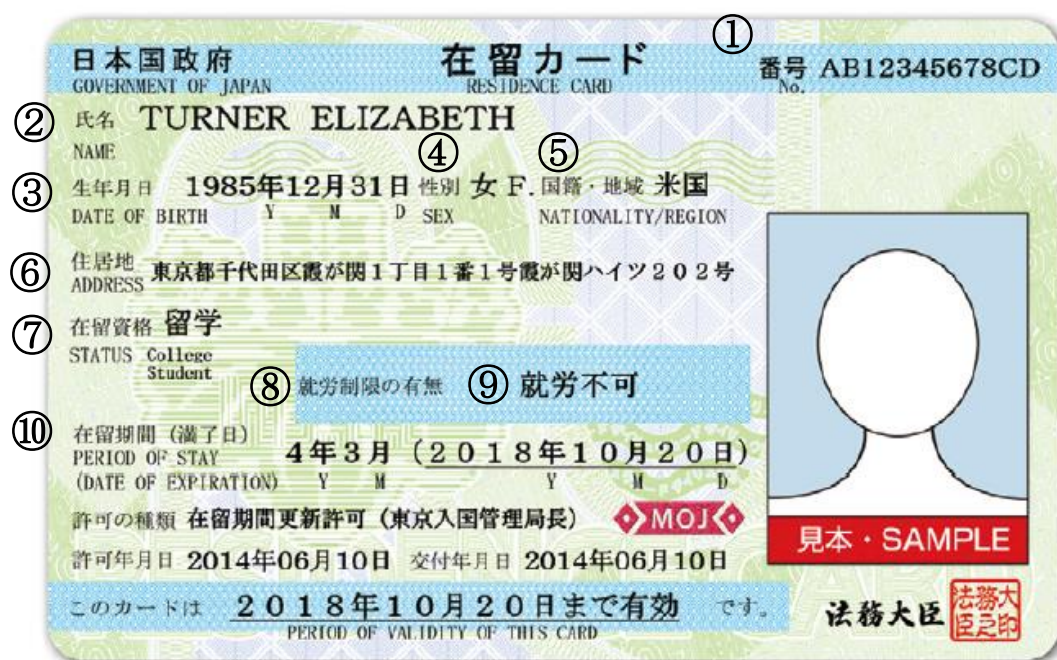 ①
日本国政府 在留カード 番号 AB12345678CD
GOVERNMENT OF JAPAN RESIDENCE CARD No.
② 氏名 TURNER ELIZABETH
NAME
④ ⑤
③ 生年月日 1985年12月31日 性別 女 F. 国籍・地域 米国
DATE OF BIRTH Y M D SEX NATIONALITY/REGION
⑥ 住居地 東京都千代田区霞が関1丁目1番1号霞が関ハイツ202号
ADDRESS
⑦ 在留資格 留学
STATUS College
Student
⑧ 就労制限の有無 ⑨ 就労不可
⑩ 在留期間(満了日)
PERIOD OF STAY 4年3月(2018年10月20日)
(DATE OF EXPIRATION) Y M Y M D
許可の種類 在留期間更新許可(東京入国管理局長) MOJ
見本・SAMPLE
許可年月日 2014年06月10日 交付年月日 2014年06月10日
このカードは 2018年10月20日まで有効 です。
PERIOD OF VALIDITY OF THIS CARD
法務大臣 法務大臣之印